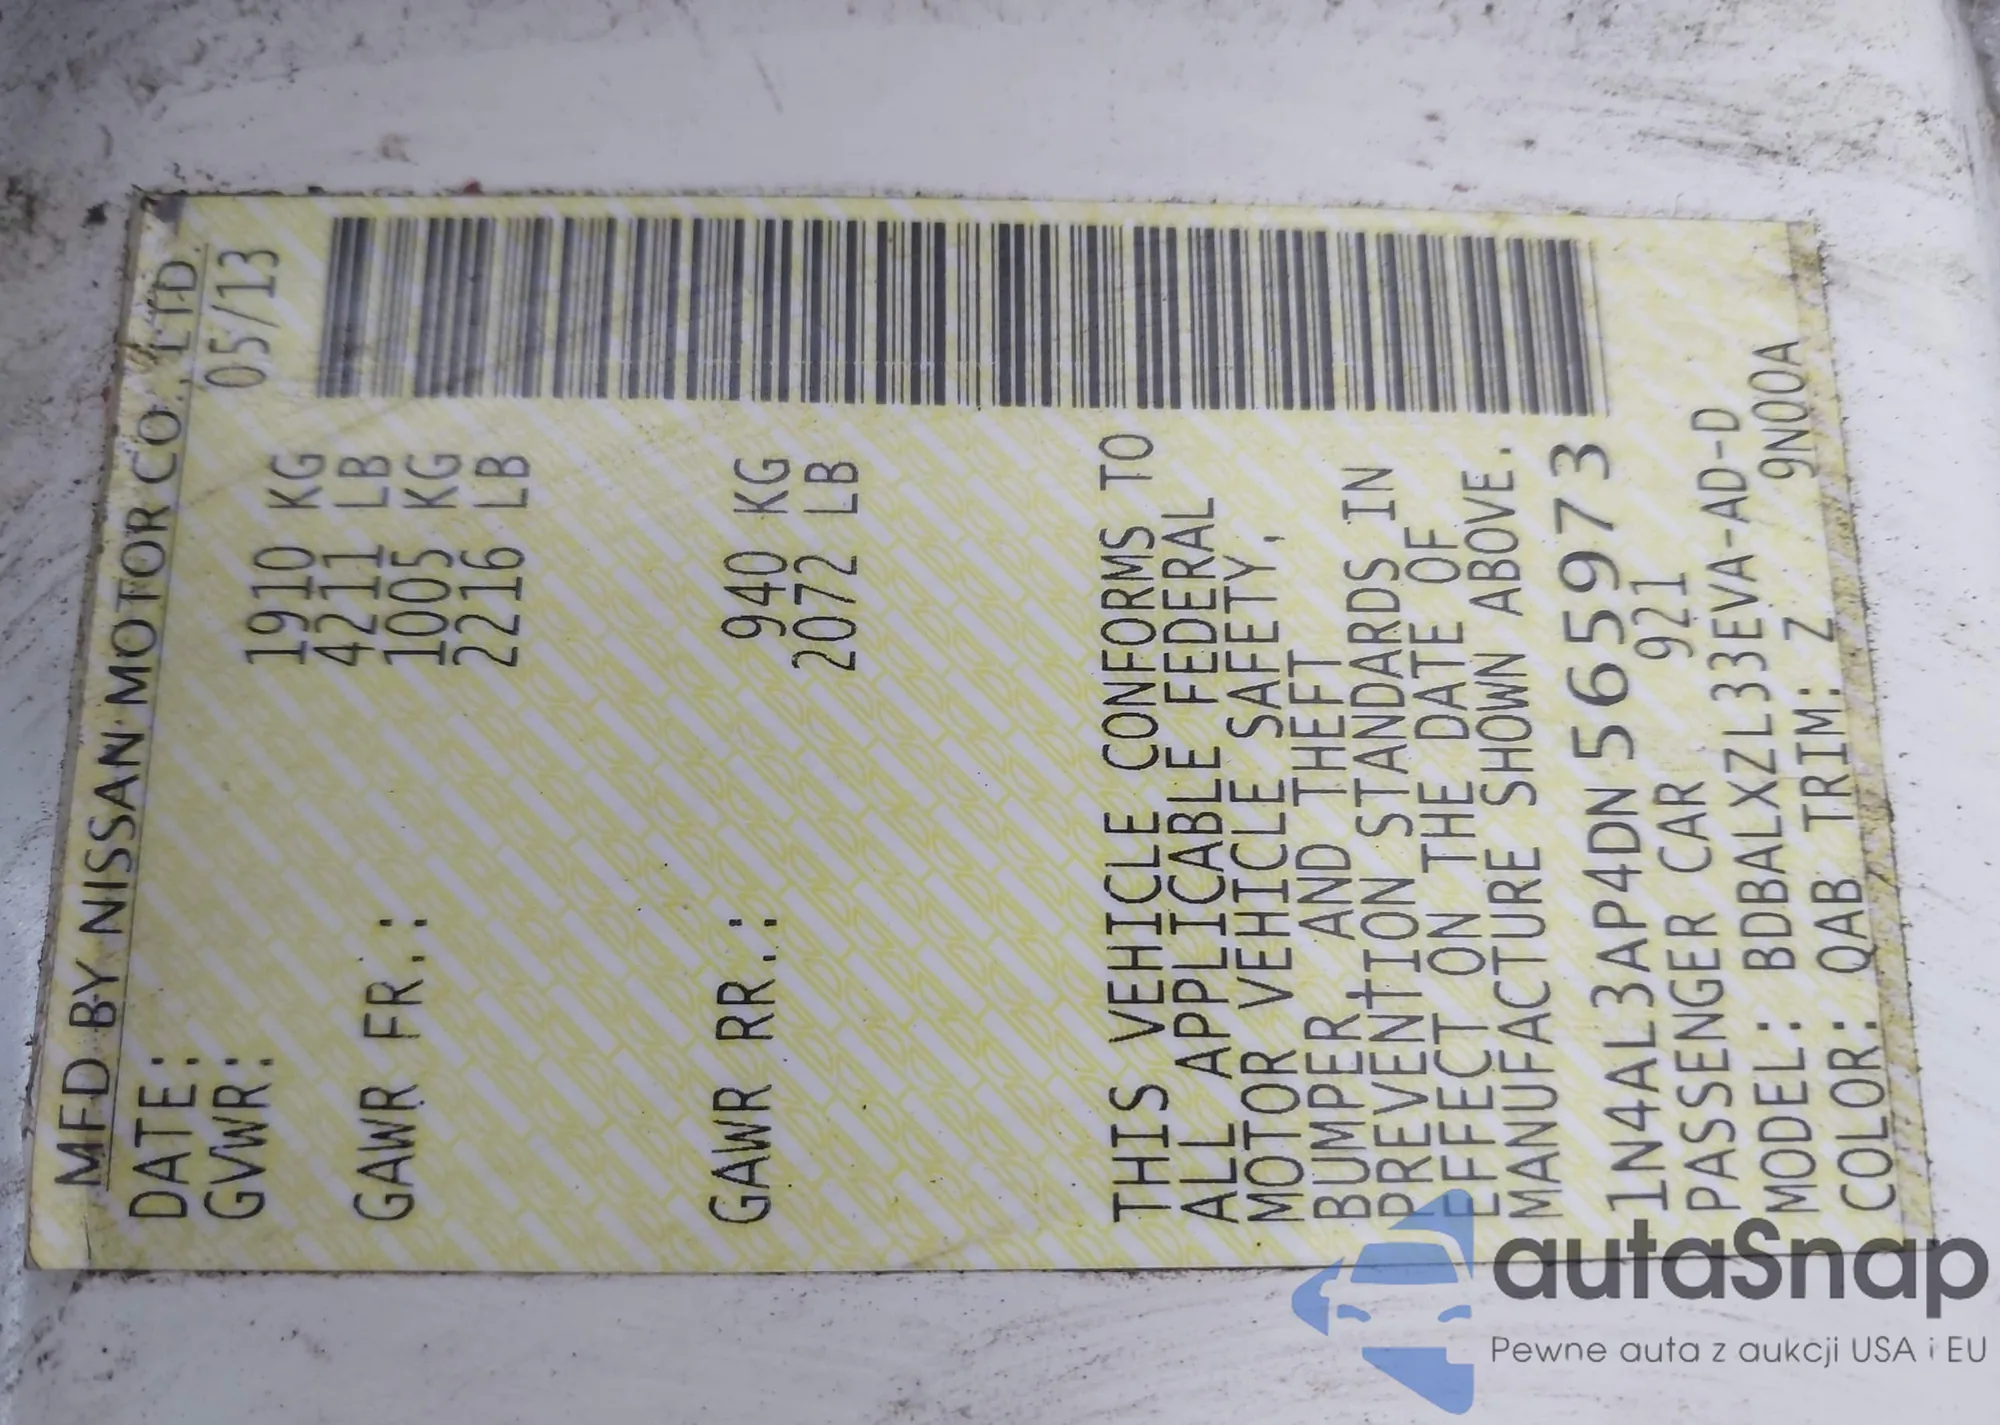 MFD BY NISSAN MOTOR CO., LTD.
DATE: 05/13
GVWR: 1910 KG
4211 LB
GAWR FR.: 1005 KG
2216 LB
GAWR RR.: 940 KG
2072 LB
THIS VEHICLE CONFORMS TO
ALL APPLICABLE FEDERAL
MOTOR VEHICLE SAFETY,
BUMPER AND THEFT
PREVENTION STANDARDS IN
EFFECT ON THE DATE OF
MANUFACTURE SHOWN ABOVE.
1N4AL3AP4DN 565973
PASSENGER CAR 921
MODEL: BDBALXZL33EVA-AD-D
COLOR: QAB TRIM: Z 9N00A
autaSnap
Pewne auta z aukcji USA i EU